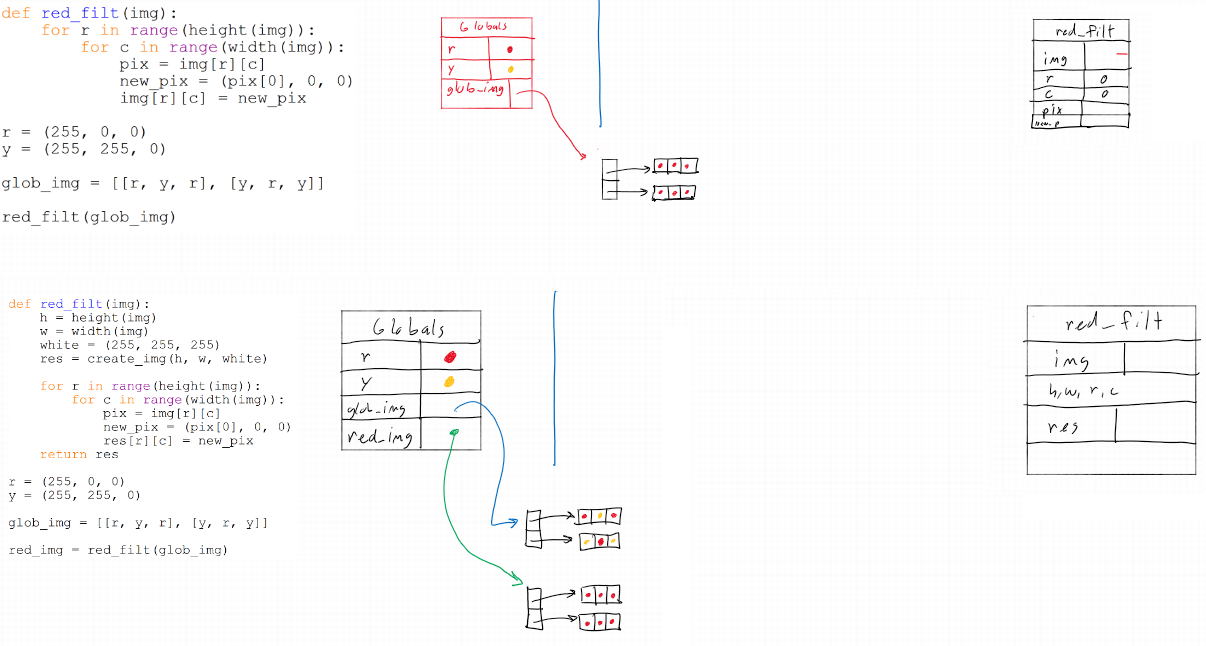 def red_filt(img):
    for r in range(height(img)):
        for c in range(width(img)):
            pix = img[r][c]
            new_pix = (pix[0], 0, 0)
            img[r][c] = new_pix
r = (255, 0, 0)
y = (255, 255, 0)
glob_img = [[r, y, r], [y, r, y]]
red_filt(glob_img)
Globals
r
y
glob_img
red_filt
img
r 0
c 0
pix
new_p
def red_filt(img):
    h = height(img)
    w = width(img)
    white = (255, 255, 255)
    res = create_img(h, w, white)
    for r in range(height(img)):
        for c in range(width(img)):
            pix = img[r][c]
            new_pix = (pix[0], 0, 0)
            res[r][c] = new_pix
    return res
r = (255, 0, 0)
y = (255, 255, 0)
glob_img = [[r, y, r], [y, r, y]]
red_img = red_filt(glob_img)
Globals
r
y
glob_img
red_img
red_filt
img
h, w, r, c
res